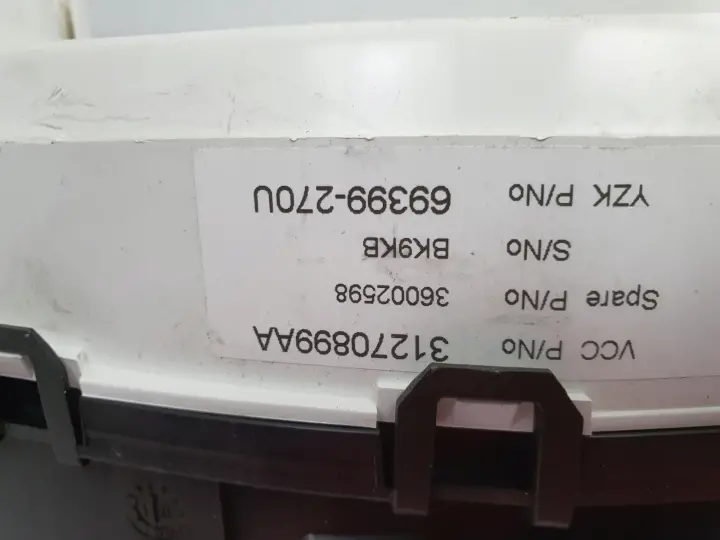 VCC P/No 31270899AA
Spare P/No 36002598
S/No BK9KB
YZK P/No 69399-270U